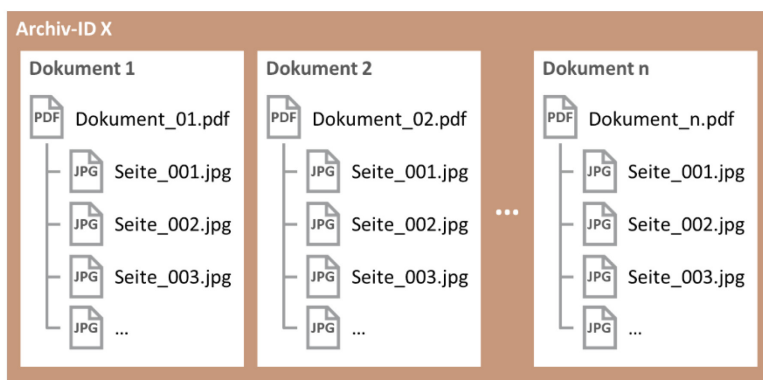 Archiv-ID X
Dokument 1
PDF Dokument_01.pdf
JPG Seite_001.jpg
JPG Seite_002.jpg
JPG Seite_003.jpg
JPG ...
Dokument 2
PDF Dokument_02.pdf
JPG Seite_001.jpg
JPG Seite_002.jpg
JPG Seite_003.jpg
JPG ...
...
Dokument n
PDF Dokument_n.pdf
JPG Seite_001.jpg
JPG Seite_002.jpg
JPG Seite_003.jpg
JPG ...